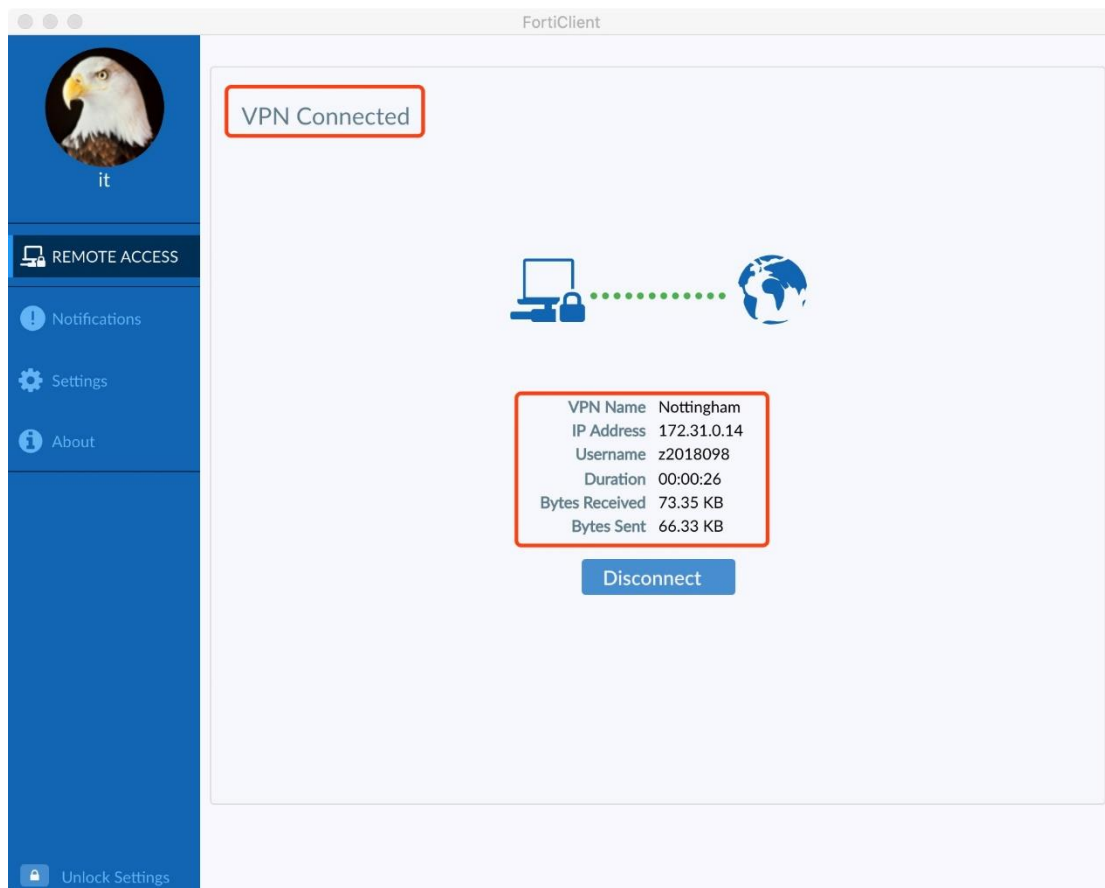 FortiClient
it
REMOTE ACCESS
Notifications
Settings
About
Unlock Settings
VPN Connected
VPN Name Nottingham
IP Address 172.31.0.14
Username z2018098
Duration 00:00:26
Bytes Received 73.35 KB
Bytes Sent 66.33 KB
Disconnect